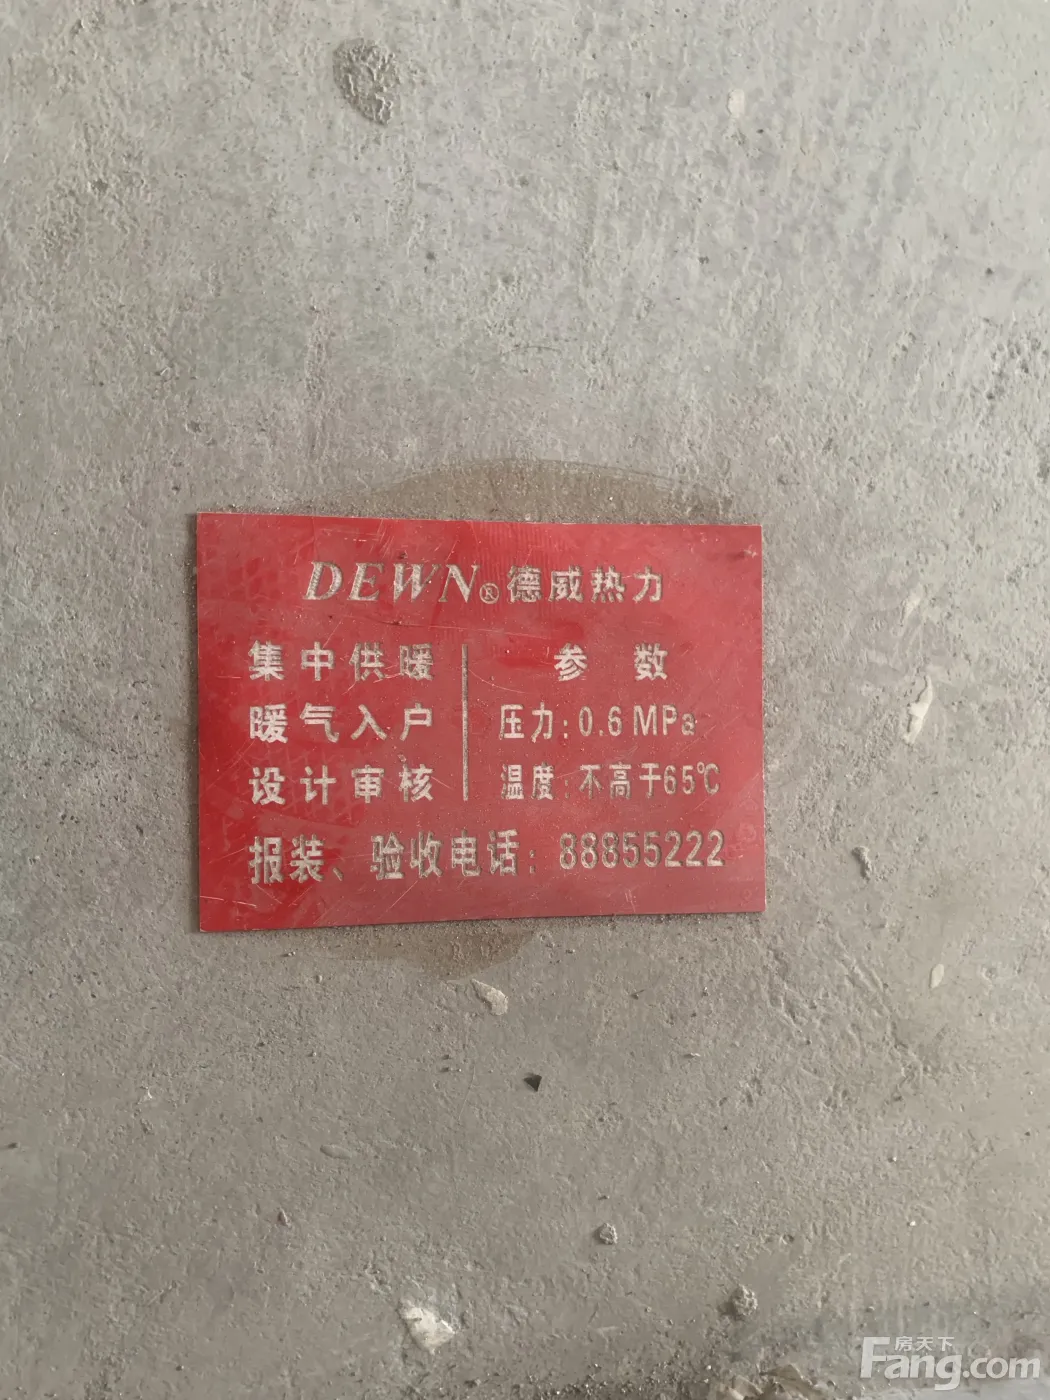 DEWN®德威热力
集中供暖
暖气入户
设计审核
参数
压力:0.6MPa
温度:不高于65℃
报装、验收电话:88855222
房天下
Fang.com